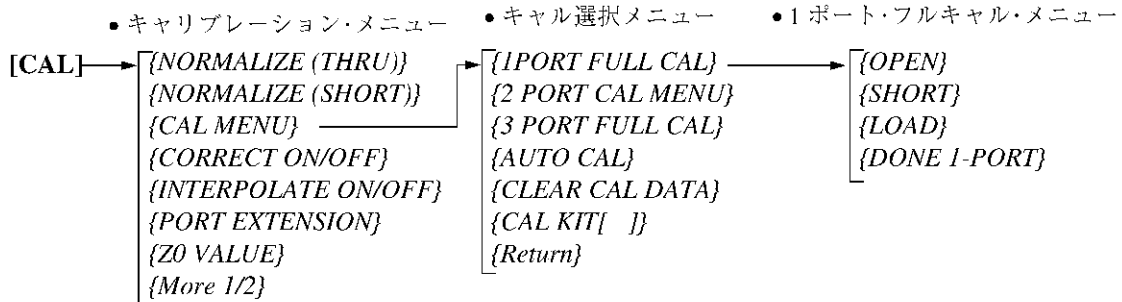 ● キャリブレーション・メニュー ● キャル選択メニュー ● 1 ポート・フルキャル・メニュー
[CAL] {NORMALIZE (THRU)} {1PORT FULL CAL} {OPEN}
{NORMALIZE (SHORT)} {2 PORT CAL MENU} {SHORT}
{CAL MENU} {3 PORT FULL CAL} {LOAD}
{CORRECT ON/OFF} {AUTO CAL} {DONE 1-PORT}
{INTERPOLATE ON/OFF} {CLEAR CAL DATA}
{PORT EXTENSION} {CAL KIT[ ]}
{Z0 VALUE} {Return}
{More 1/2}